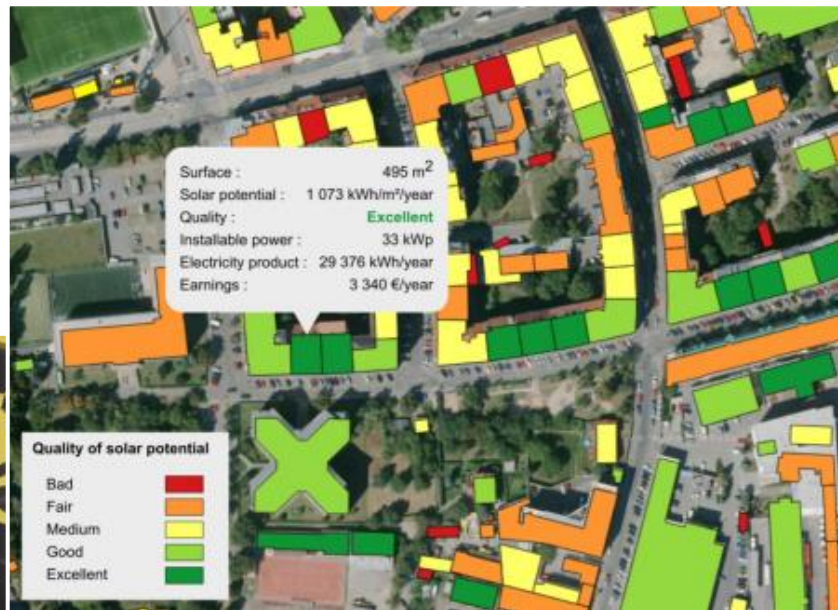 Surface : 495 m²
Solar potential : 1 073 kWh/m²/year
Quality : Excellent
Installable power : 33 kWp
Electricity product : 29 376 kWh/year
Earnings : 3 340 €/year
Quality of solar potential
Bad
Fair
Medium
Good
Excellent